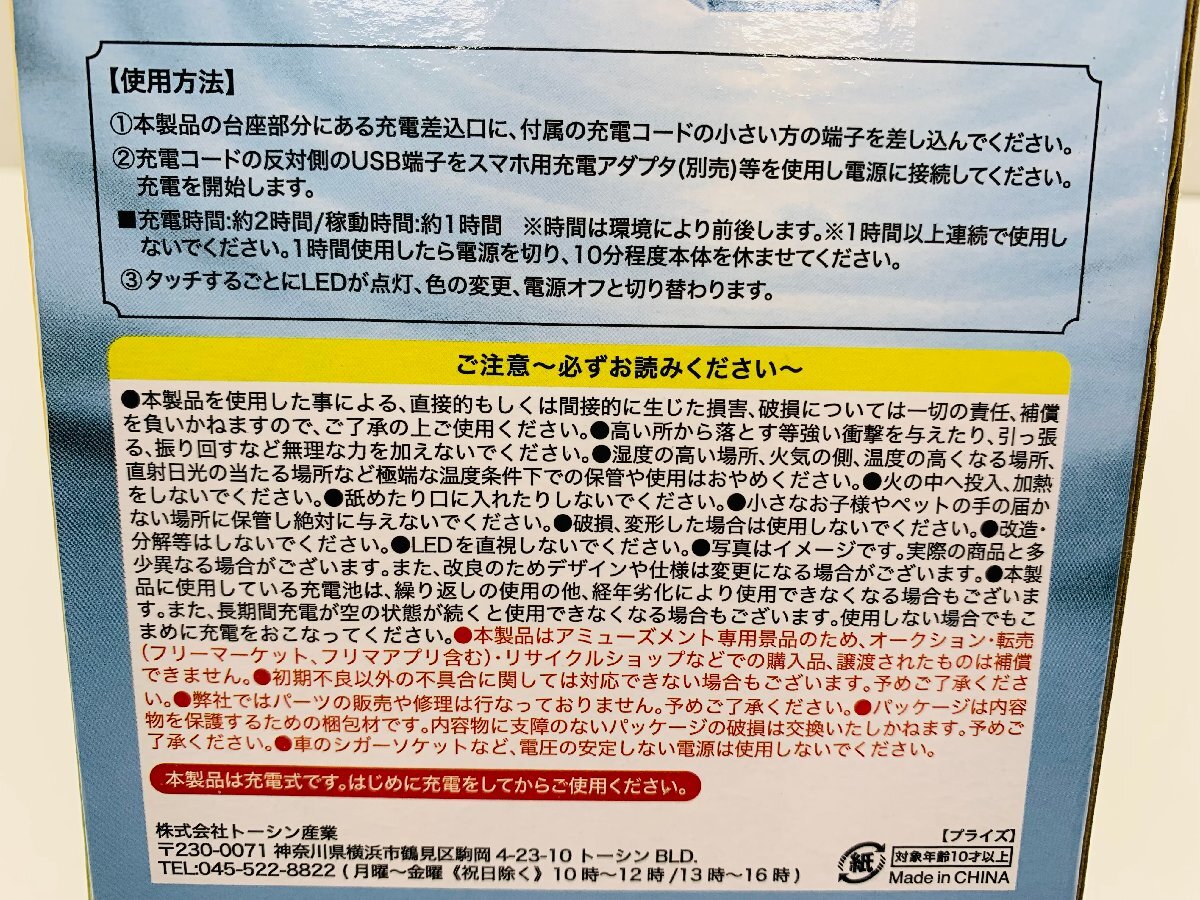 【使用方法】
①本製品の台座部分にある充電差込口に、付属の充電コードの小さい方の端子を差し込んでください。
②充電コードの反対側のUSB端子をスマホ用充電アダプタ(別売)等を使用し電源に接続してください。
充電を開始します。
■充電時間:約2時間/稼動時間:約1時間 ※時間は環境により前後します。※1時間以上連続で使用し
ないでください。1時間使用したら電源を切り、10分程度本体を休ませてください。
③タッチするごとにLEDが点灯、色の変更、電源オフと切り替わります。
ご注意～必ずお読みください～
●本製品を使用した事による、直接的もしくは間接的に生じた損害、破損については一切の責任、補償
を負いかねますので、ご了承の上ご使用ください。●高い所から落とす等強い衝撃を与えたり、引っ張
る、振り回すなど無理な力を加えないでください。●湿度の高い場所、火気の側、温度の高くなる場所、
直射日光の当たる場所など極端な温度条件下での保管や使用はおやめください。●火の中へ投入、加熱
をしないでください。●舐めたり口に入れたりしないでください。●小さなお子様やペットの手の届か
ない場所に保管し絶対に与えないでください。●破損、変形した場合は使用しないでください。●改造・
分解等はしないでください。●LEDを直視しないでください。●写真はイメージです。実際の商品と多
少異なる場合がございます。また、改良のためデザインや仕様は変更になる場合がございます。●本製
品に使用している充電池は、繰り返しの使用の他、経年劣化により使用できなくなる場合もございま
す。また、長期間充電が空の状態が続くと使用できなくなる場合もございます。使用しない場合でもこ
まめに充電をおこなってください。●本製品はアミューズメント専用景品のため、オークション・転売
(フリーマーケット、フリマアプリ含む)・リサイクルショップなどでの購入品、譲渡されたものは補償
できません。●初期不良以外の不具合に関しては対応できない場合もございます。予めご了承くださ
い。●弊社ではパーツの販売や修理は行なっておりません。予めご了承ください。●パッケージは内容
物を保護するための梱包材です。内容物に支障のないパッケージの破損は交換いたしかねます。予めご
了承ください。●車のシガーソケットなど、電圧の安定しない電源は使用しないでください。
本製品は充電式です。はじめに充電をしてからご使用ください。
株式会社トーシン産業
〒230-0071 神奈川県横浜市鶴見区駒岡 4-23-10 トーシン BLD.
TEL:045-522-8822 (月曜～金曜《祝日除く》10時～12時/13時～16時)
【プライズ】
紙
対象年齢10才以上
Made in CHINA